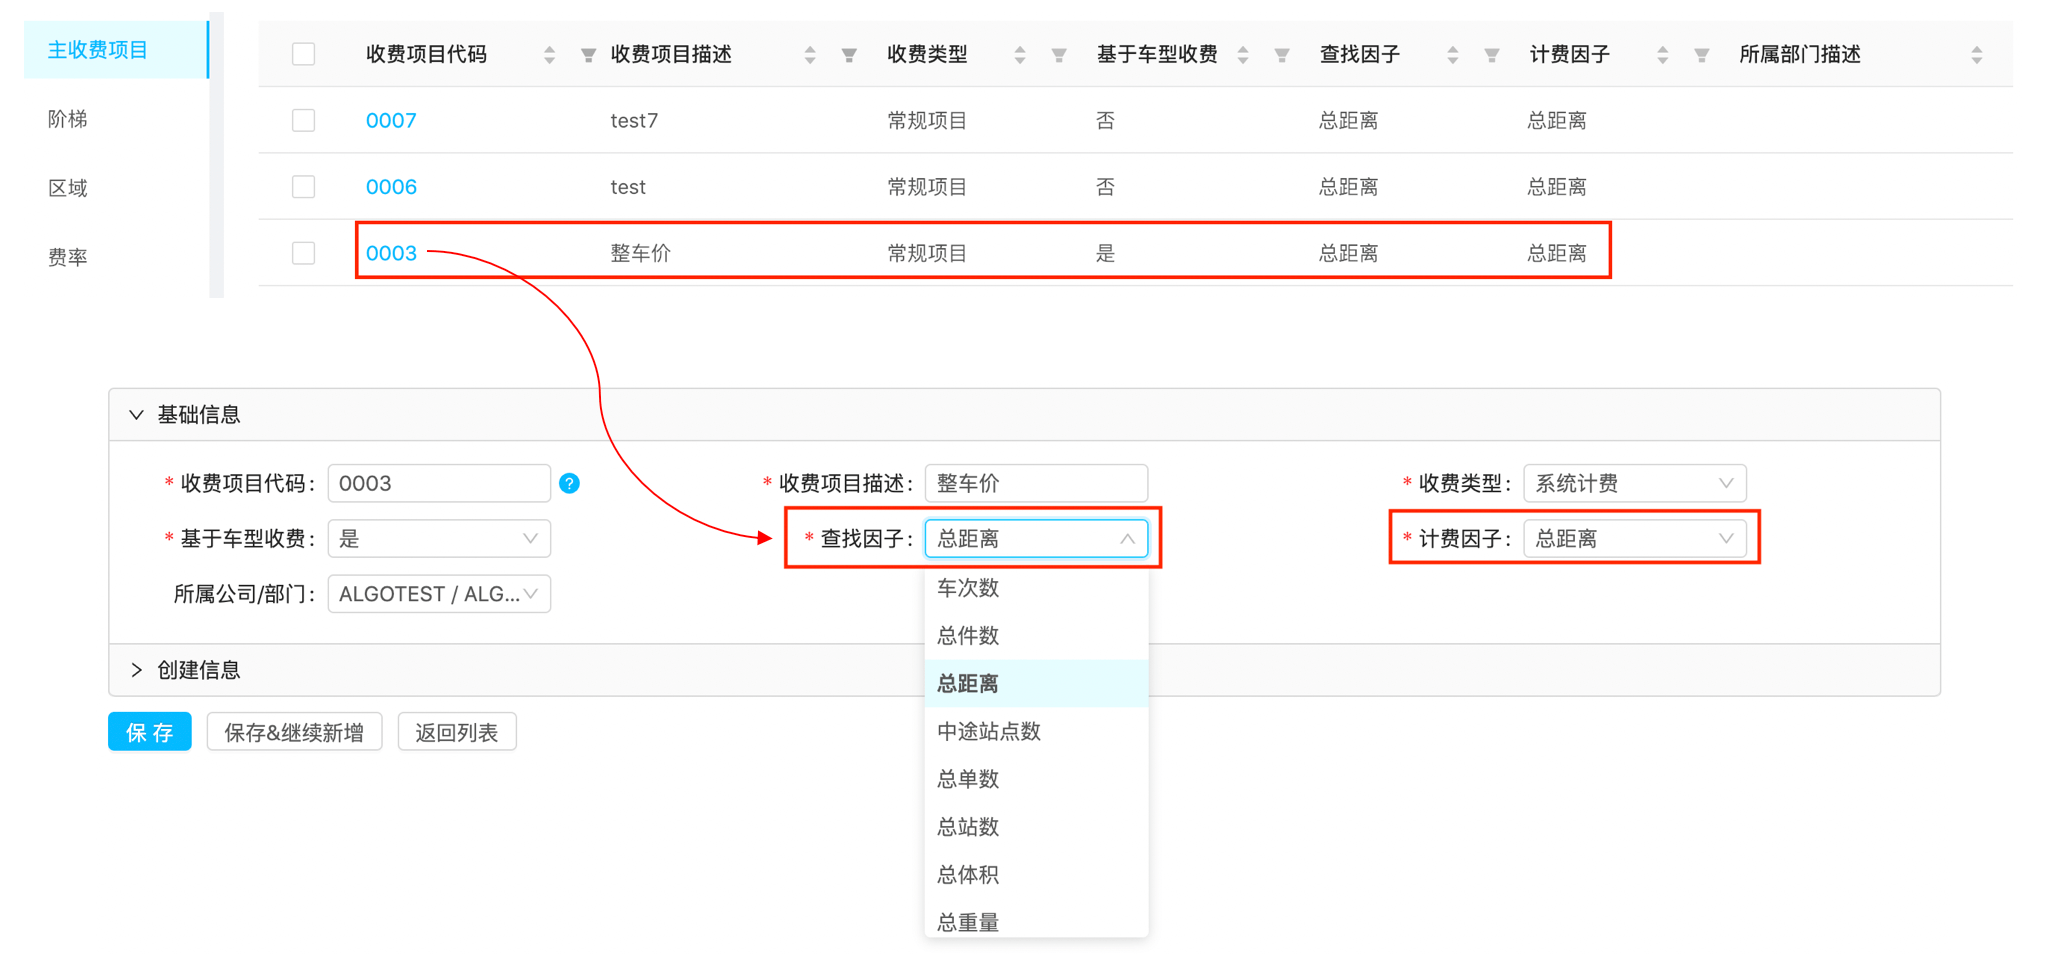 主收费项目
阶梯
区域
费率
收费项目代码 收费项目描述 收费类型 基于车型收费 查找因子 计费因子 所属部门描述
0007 test7 常规项目 否 总距离 总距离
0006 test 常规项目 否 总距离 总距离
0003 整车价 常规项目 是 总距离 总距离
基础信息
* 收费项目代码: 0003 ? * 收费项目描述: 整车价 * 收费类型: 系统计费
* 基于车型收费: 是 * 查找因子: 总距离 * 计费因子: 总距离
所属公司/部门: ALGOTEST / ALG...
车次数
总件数
总距离
中途站点数
总单数
总站数
总体积
总重量
创建信息
保 存 保存&继续新增 返回列表